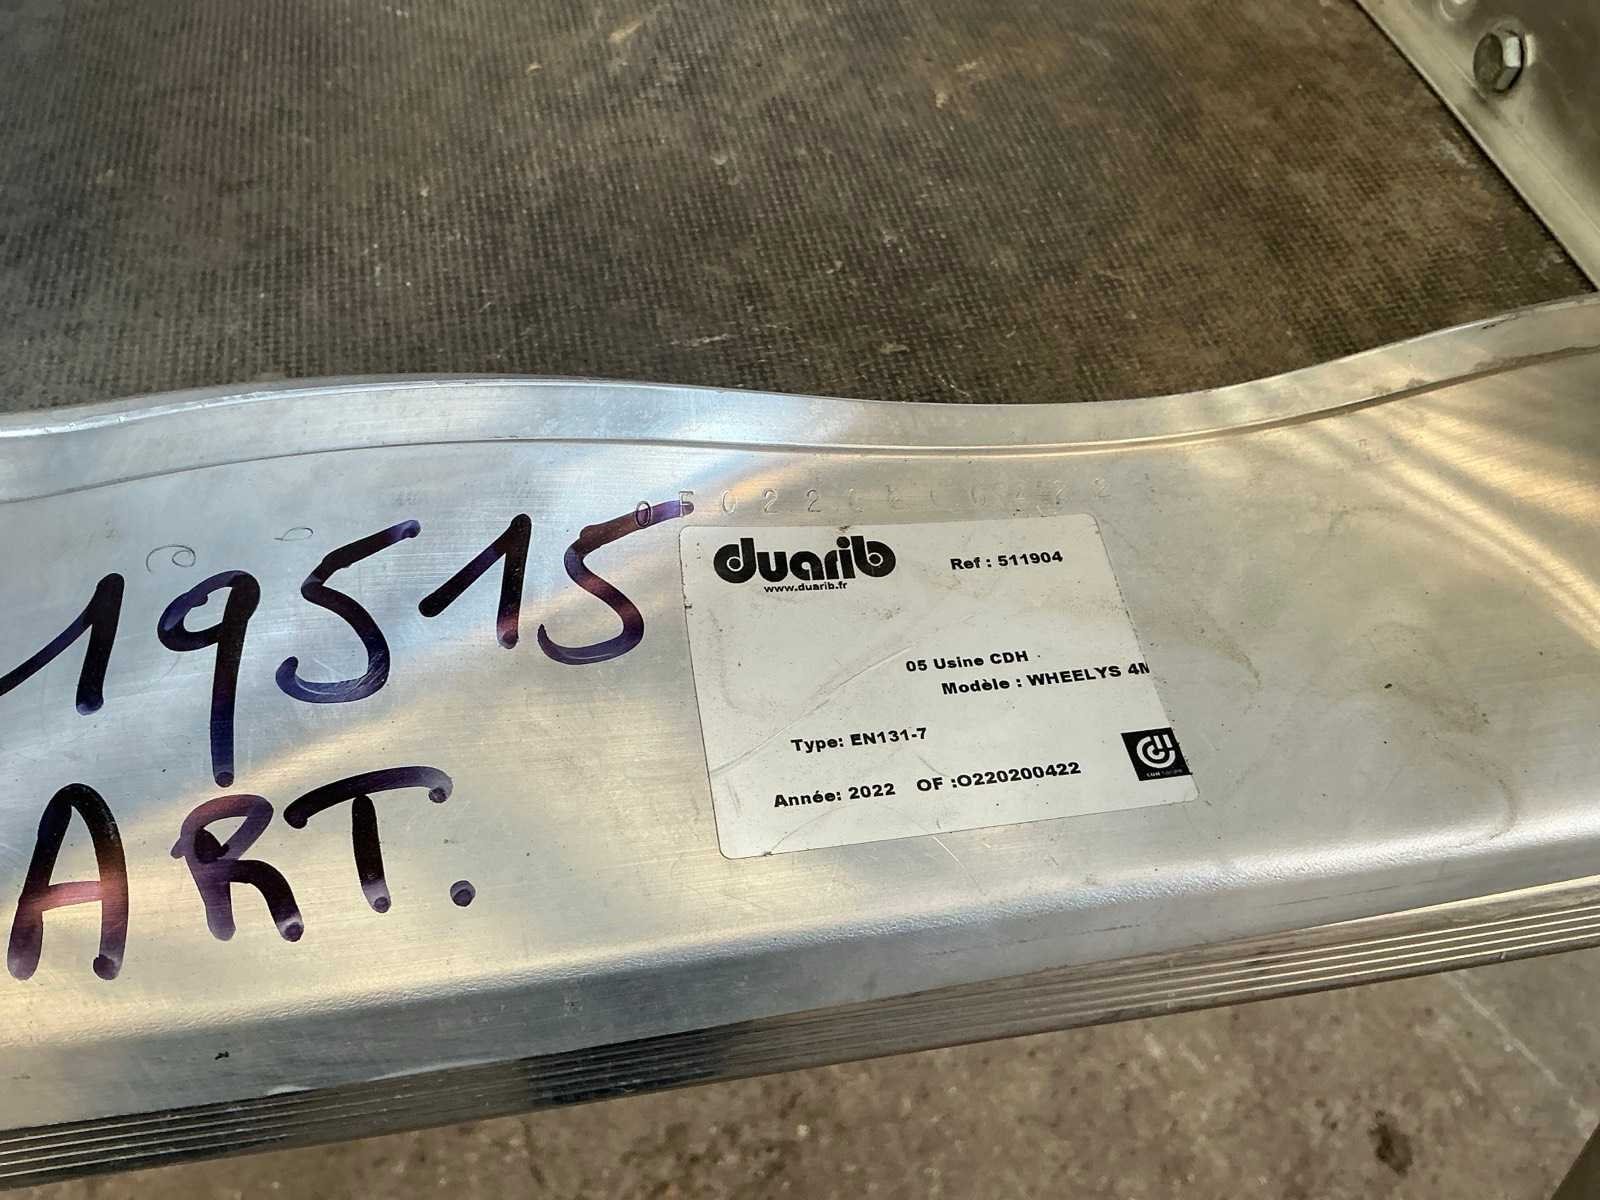 19515
ART.
duarib
www.duarib.fr
Ref : 511904
05 Usine CDH
Modèle : WHEELYS 4M
Type: EN131-7
Année: 2022 OF :O220200422